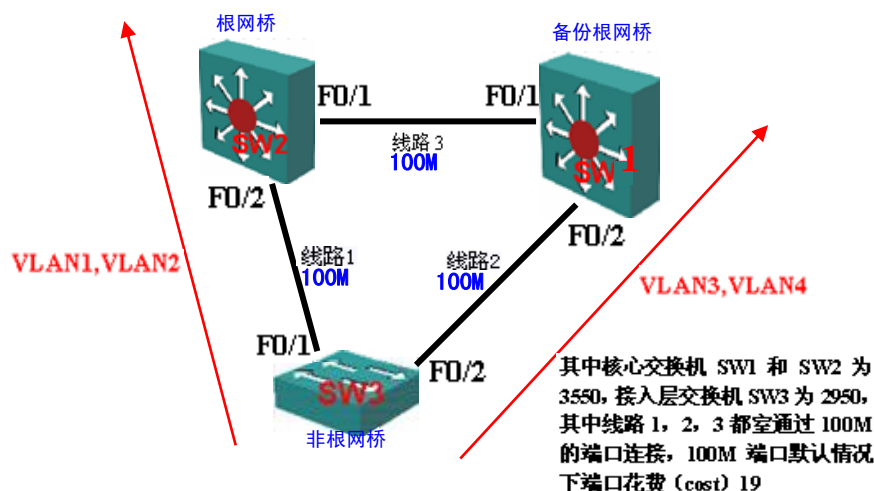 根网桥
备份根网桥
F0/1
F0/1
SW2
线路3
100M
SW1
F0/2
F0/2
VLAN1,VLAN2
线路1
100M
线路2
100M
VLAN3,VLAN4
F0/1
F0/2
SW3
非根网桥
其中核心交换机 SW1 和 SW2 为
3550,接入层交换机 SW3 为 2950,
其中线路 1，2，3 都室通过 100M
的端口连接，100M 端口默认情况
下端口花费（cost）19